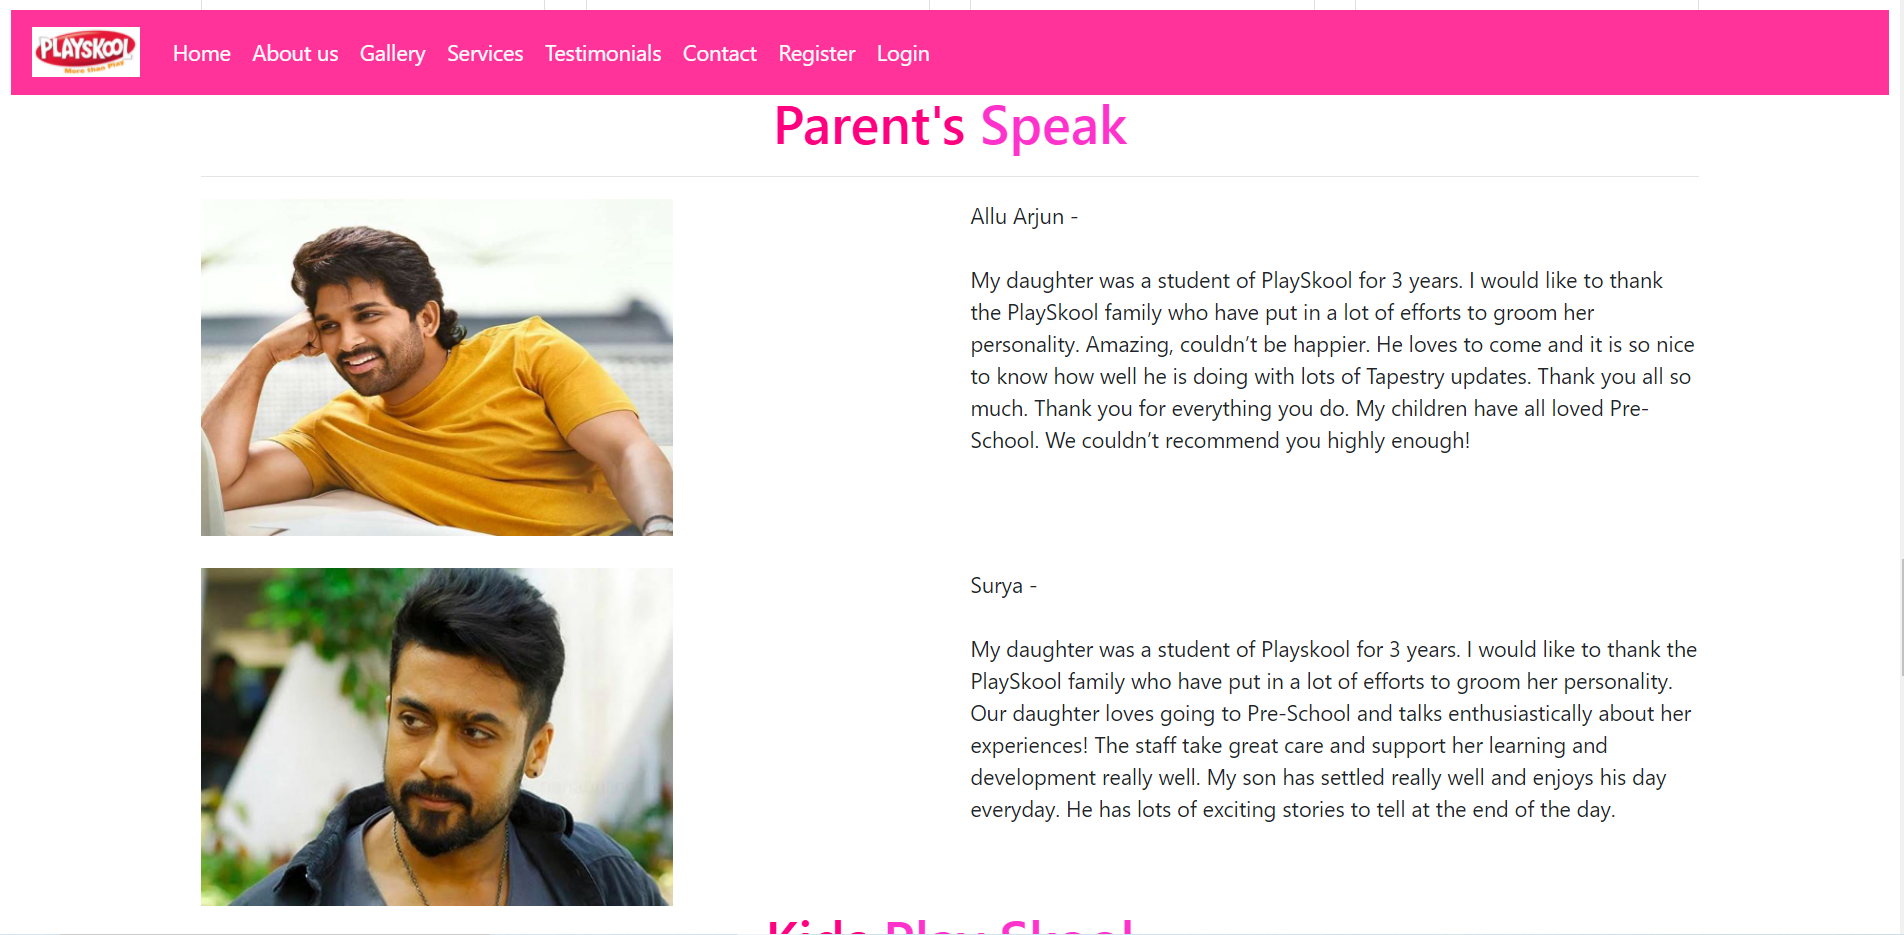 PLAYSKOOL
More than Play
Home About us Gallery Services Testimonials Contact Register Login
Parent's Speak
Allu Arjun -
My daughter was a student of PlaySkool for 3 years. I would like to thank
the PlaySkool family who have put in a lot of efforts to groom her
personality. Amazing, couldn’t be happier. He loves to come and it is so nice
to know how well he is doing with lots of Tapestry updates. Thank you all so
much. Thank you for everything you do. My children have all loved Pre-
School. We couldn’t recommend you highly enough!
Surya -
My daughter was a student of Playskool for 3 years. I would like to thank the
PlaySkool family who have put in a lot of efforts to groom her personality.
Our daughter loves going to Pre-School and talks enthusiastically about her
experiences! The staff take great care and support her learning and
development really well. My son has settled really well and enjoys his day
everyday. He has lots of exciting stories to tell at the end of the day.
Kids Play Skool